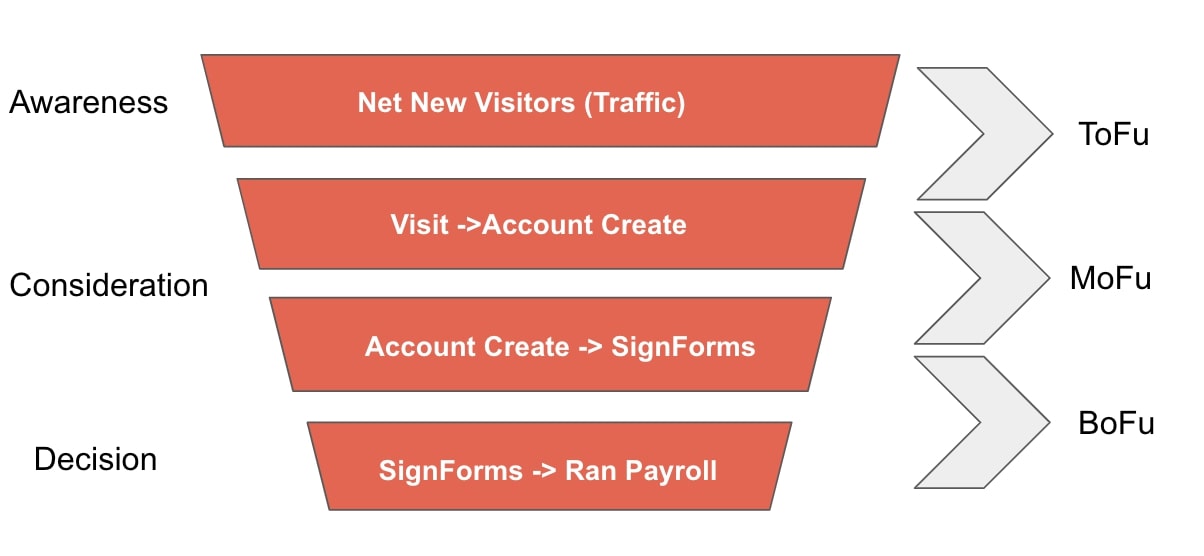 Awareness
Net New Visitors (Traffic)
ToFu
Visit ->Account Create
Consideration
MoFu
Account Create -> SignForms
BoFu
Decision
SignForms -> Ran Payroll